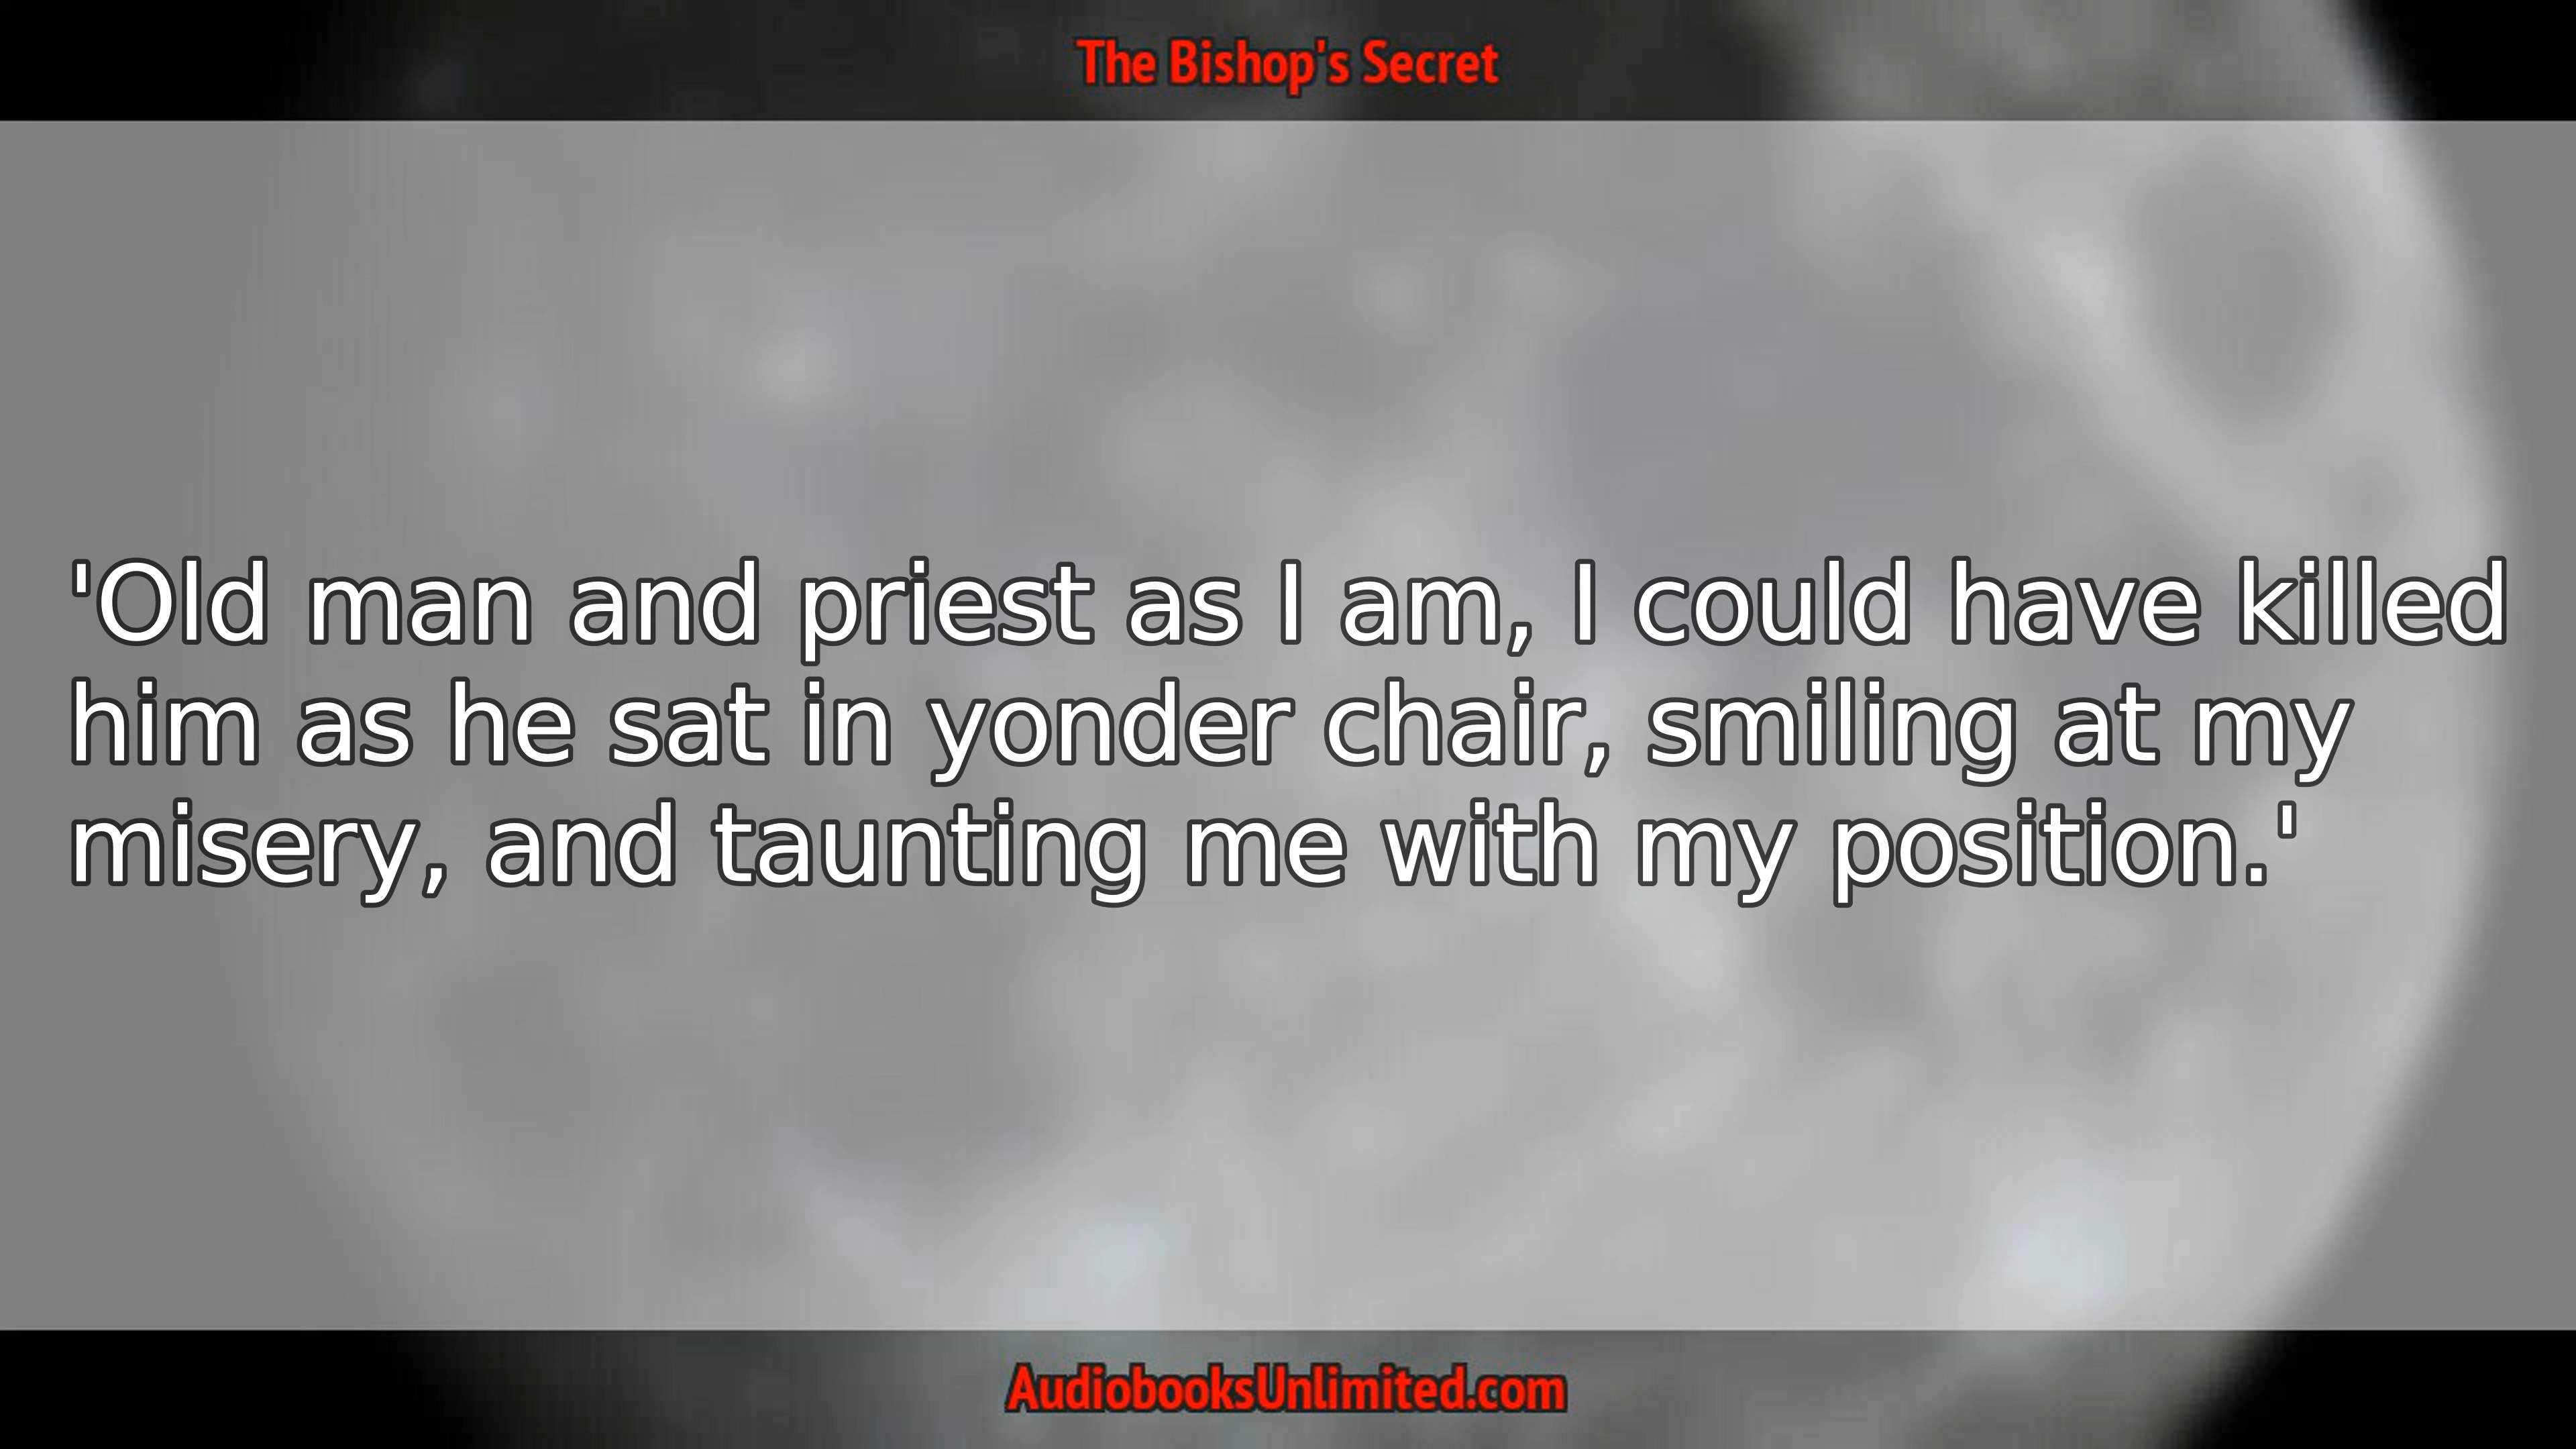 The Bishop's Secret
'Old man and priest as I am, I could have killed
him as he sat in yonder chair, smiling at my
misery, and taunting me with my position.'
AudiobooksUnlimited.com